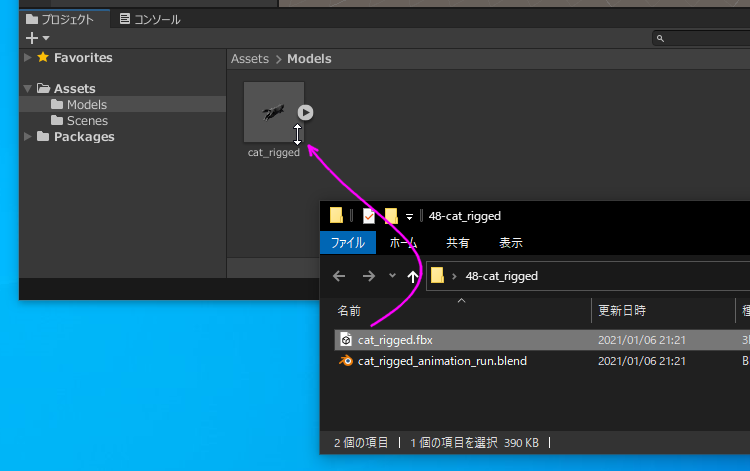 プロジェクト コンソール
Favorites
Assets
Models
Scenes
Packages
Assets Models
cat_rigged
48-cat_rigged
ファイル ホーム 共有 表示
48-cat_rigged
名前 更新日時
cat_rigged.fbx 2021/01/06 21:21
cat_rigged_animation_run.blend 2021/01/06 21:21
2 個の項目 1 個の項目を選択 390 KB